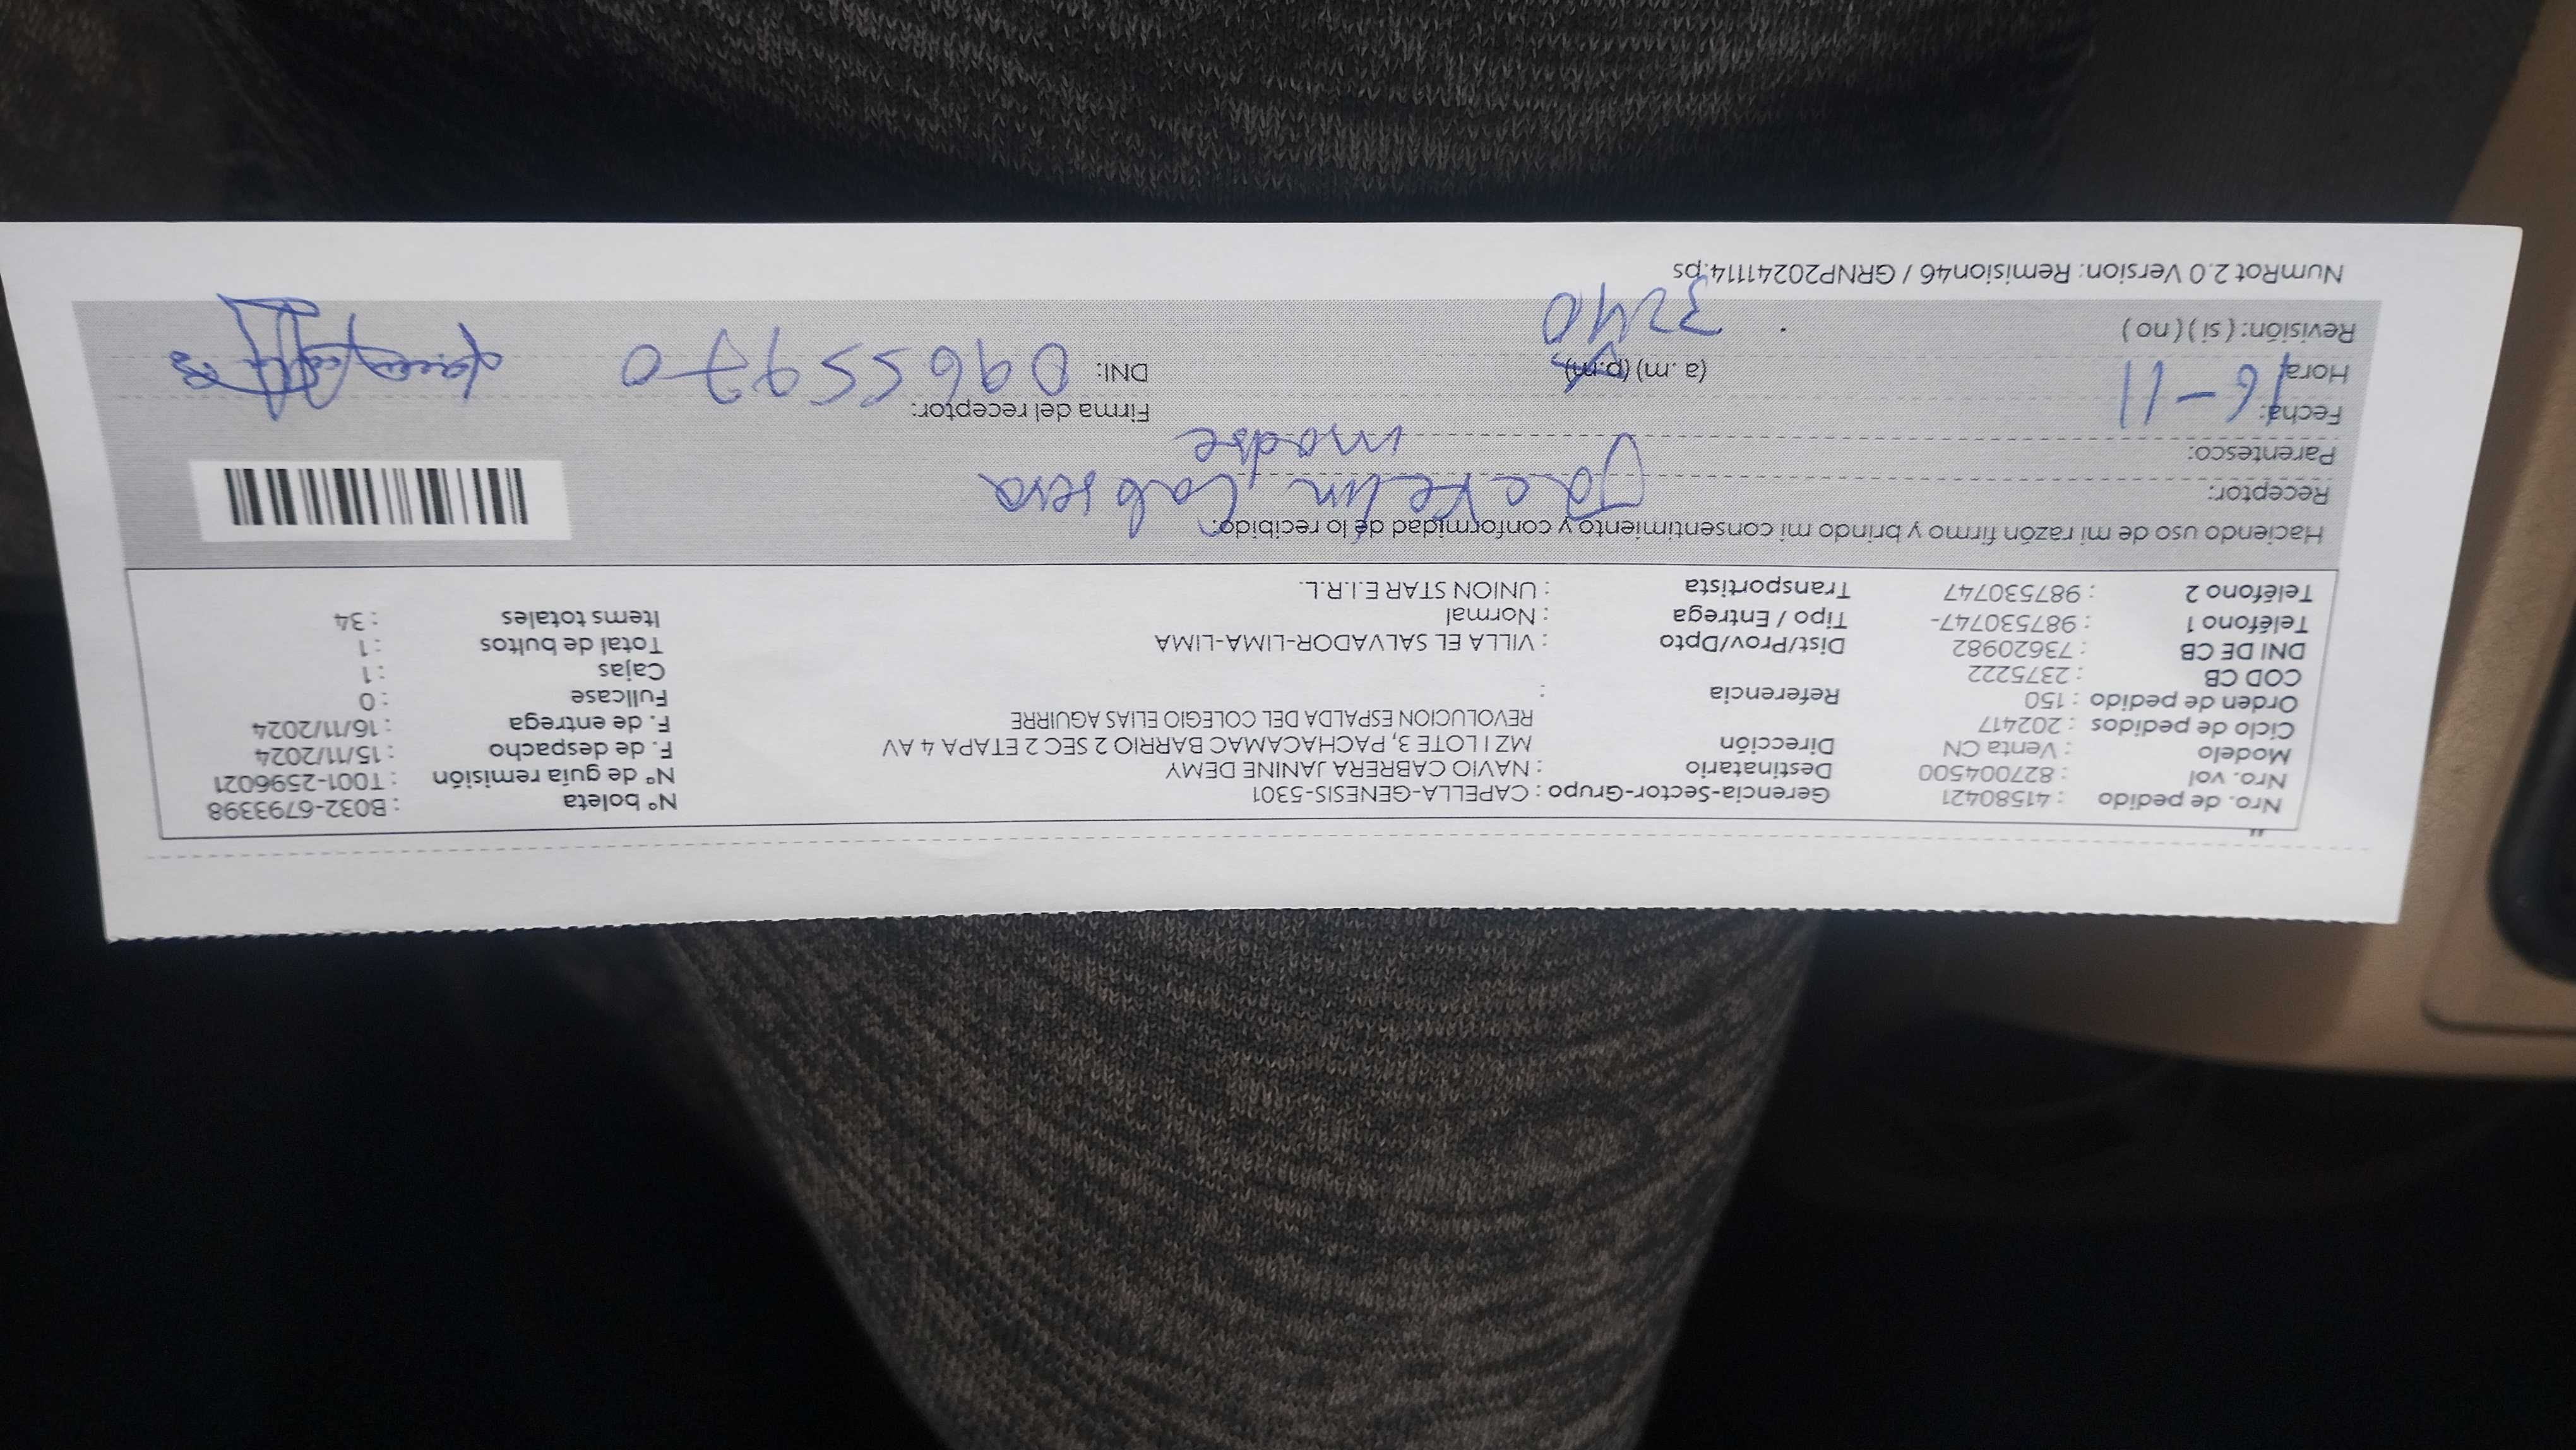 Nro. de pedido : 41580421 Gerencia-Sector-Grupo : CAPELLA-GENESIS-5301 N° boleta : B032-6793398
Nro. vol : 827004500 Destinatario : NAVIO CABRERA JANINE DEMY N° de guía remisión : T001-2596021
Modelo : Venta CN Dirección MZ I LOTE 3, PACHACAMAC BARRIO 2 SEC 2 ETAPA 4 AV F. de despacho : 15/11/2024
Ciclo de pedidos : 202417 REVOLUCION ESPALDA DEL COLEGIO ELIAS AGUIRRE F. de entrega : 16/11/2024
Orden de pedido : 150 Referencia : Fullcase : 0
COD CB : 2375222 Cajas : 1
DNI DE CB : 73620982 Dist/Prov/Dpto : VILLA EL SALVADOR-LIMA-LIMA Total de bultos : 1
Teléfono 1 : 987530747- Tipo / Entrega : Normal Items totales : 34
Teléfono 2 : 987530747 Transportista : UNION STAR E.I.R.L.
Haciendo uso de mi razón firmo y brindo mi consentimiento y conformidad de lo recibido:
Receptor: Jackelin Cabrera
Parentesco: madre
Fecha: 16-11 Firma del receptor:
Hora: (a.m) (p.m) DNI: 09655970
Revisión: ( si ) ( no ) 3240
NumRot 2.0 Version: Remision46 / GRNP20241114.ps